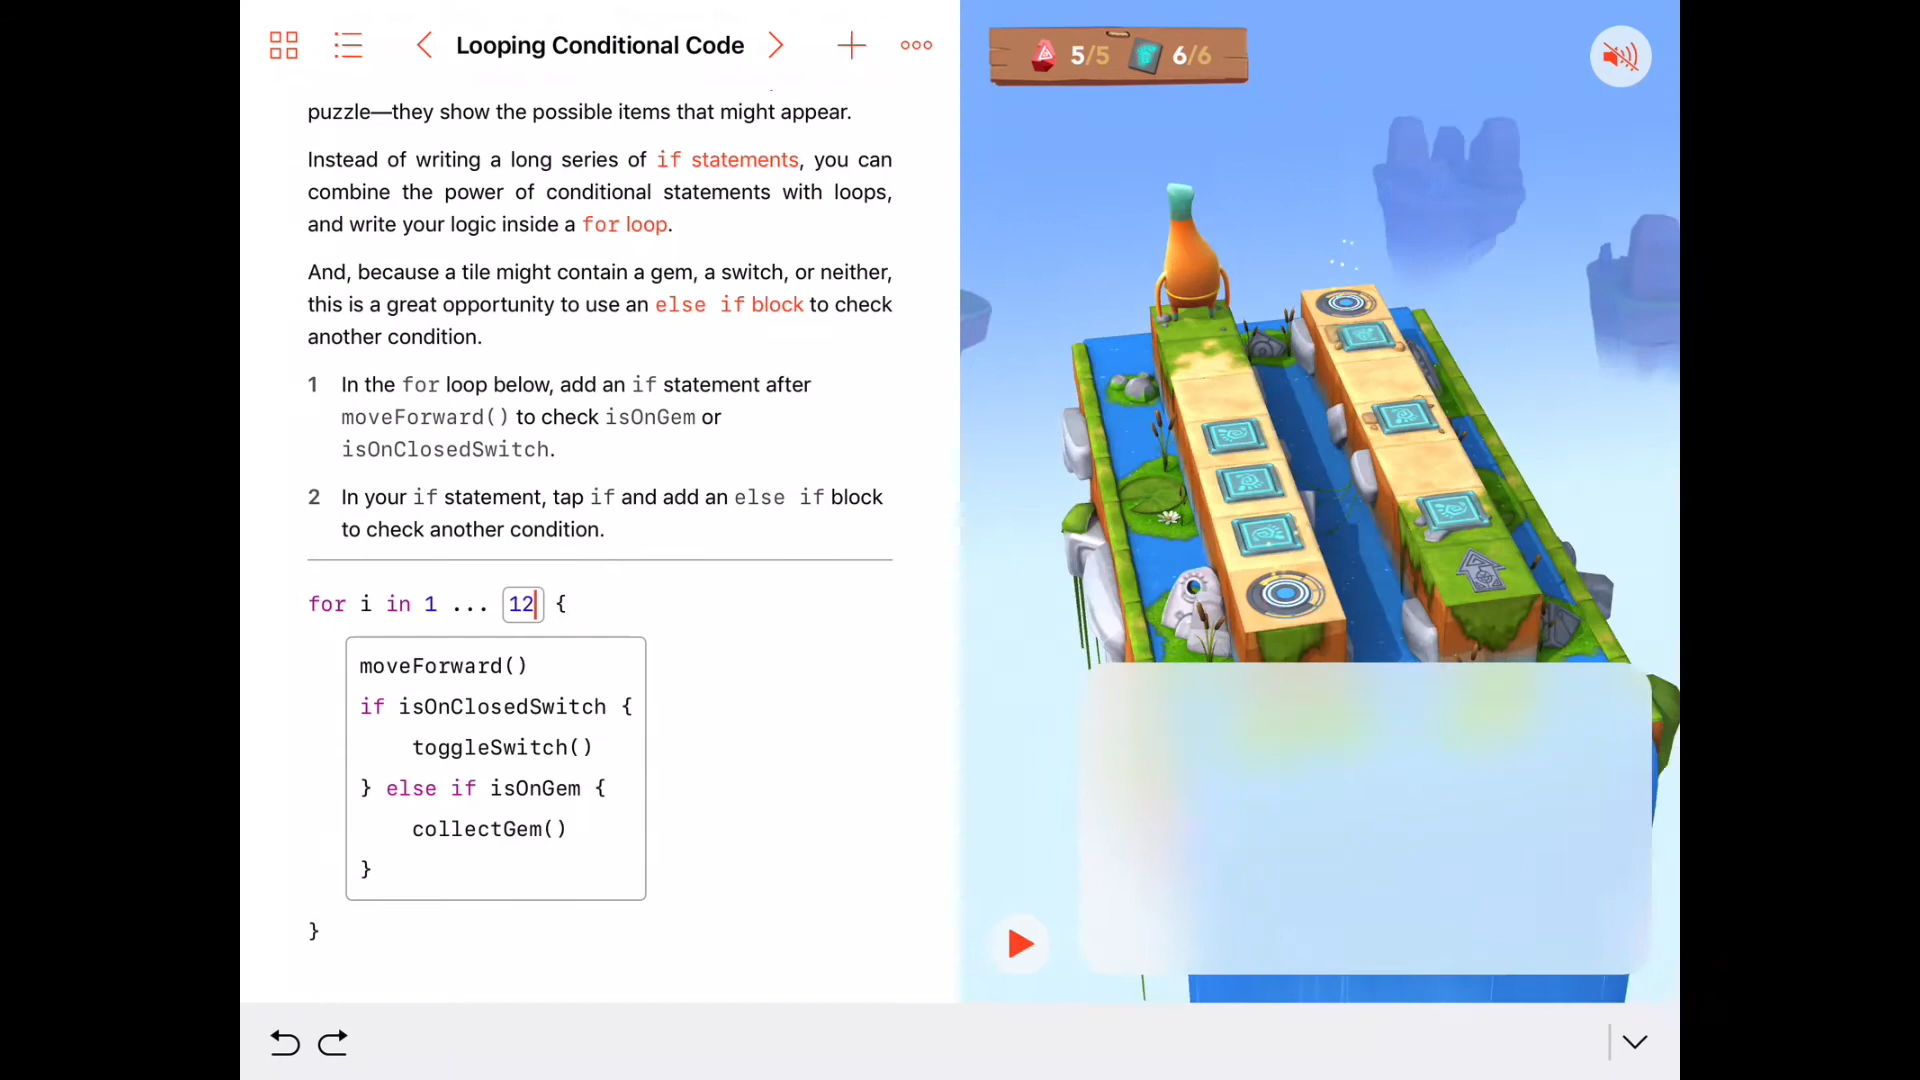 Looping Conditional Code
5/5 6/6
puzzle—they show the possible items that might appear.
Instead of writing a long series of if statements, you can
combine the power of conditional statements with loops,
and write your logic inside a for loop.
And, because a tile might contain a gem, a switch, or neither,
this is a great opportunity to use an else if block to check
another condition.
1 In the for loop below, add an if statement after
moveForward() to check isOnGem or
isOnClosedSwitch.
2 In your if statement, tap if and add an else if block
to check another condition.
for i in 1 ... 12 {
moveForward()
if isOnClosedSwitch {
toggleSwitch()
} else if isOnGem {
collectGem()
}
}